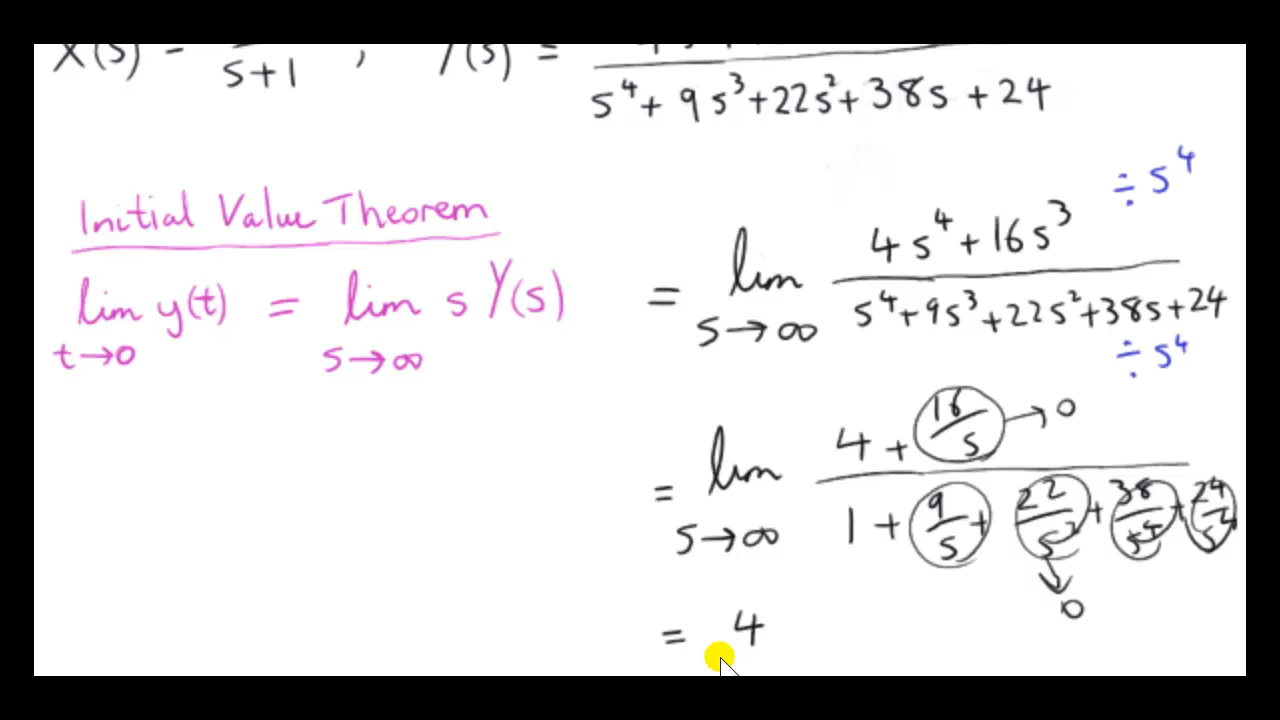 X(s) = /(s+1) , Y(s) = /(s⁴ + 9s³ + 22s² + 38s + 24)
÷ s⁴
Initial Value Theorem
lim t→0 y(t) = lim s→∞ s Y(s)
= lim s→∞ (4s⁴ + 16s³)/(s⁴ + 9s³ + 22s² + 38s + 24)
÷ s⁴
= lim s→∞ (4 + 16/s → 0)/(1 + 9/s + 22/s² + 38/s⁴ + 24/s⁴)
→ 0
= 4